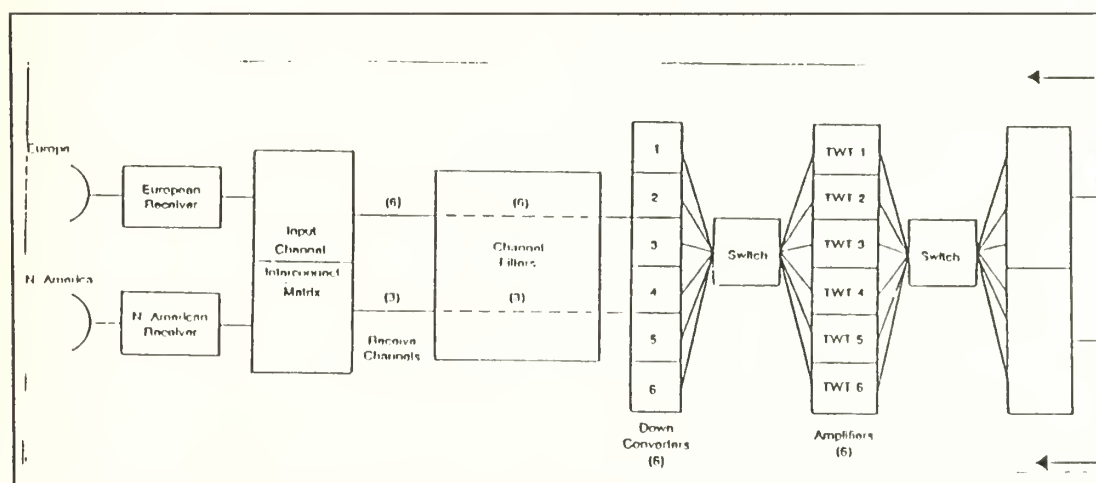 Europe
European
Receiver
N. America
N. American
Receiver
Input
Channel
Interconnect
Matrix
(6)
(3)
Receive
Channels
(6)
Channel
Filters
(3)
1
2
3
4
5
6
Down
Converters
(6)
Switch
TWT 1
TWT 2
TWT 3
TWT 4
TWT 5
TWT 6
Amplifiers
(6)
Switch